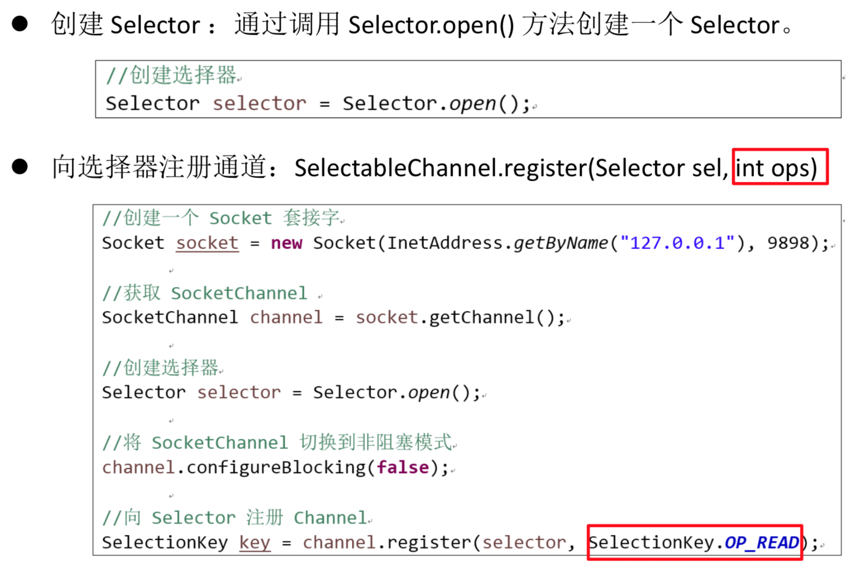 ● 创建 Selector ：通过调用 Selector.open() 方法创建一个 Selector。
//创建选择器
Selector selector = Selector.open();
● 向选择器注册通道：SelectableChannel.register(Selector sel, int ops)
//创建一个 Socket 套接字
Socket socket = new Socket(InetAddress.getByName("127.0.0.1"), 9898);
//获取 SocketChannel
SocketChannel channel = socket.getChannel();
//创建选择器
Selector selector = Selector.open();
//将 SocketChannel 切换到非阻塞模式
channel.configureBlocking(false);
//向 Selector 注册 Channel
SelectionKey key = channel.register(selector, SelectionKey.OP_READ);